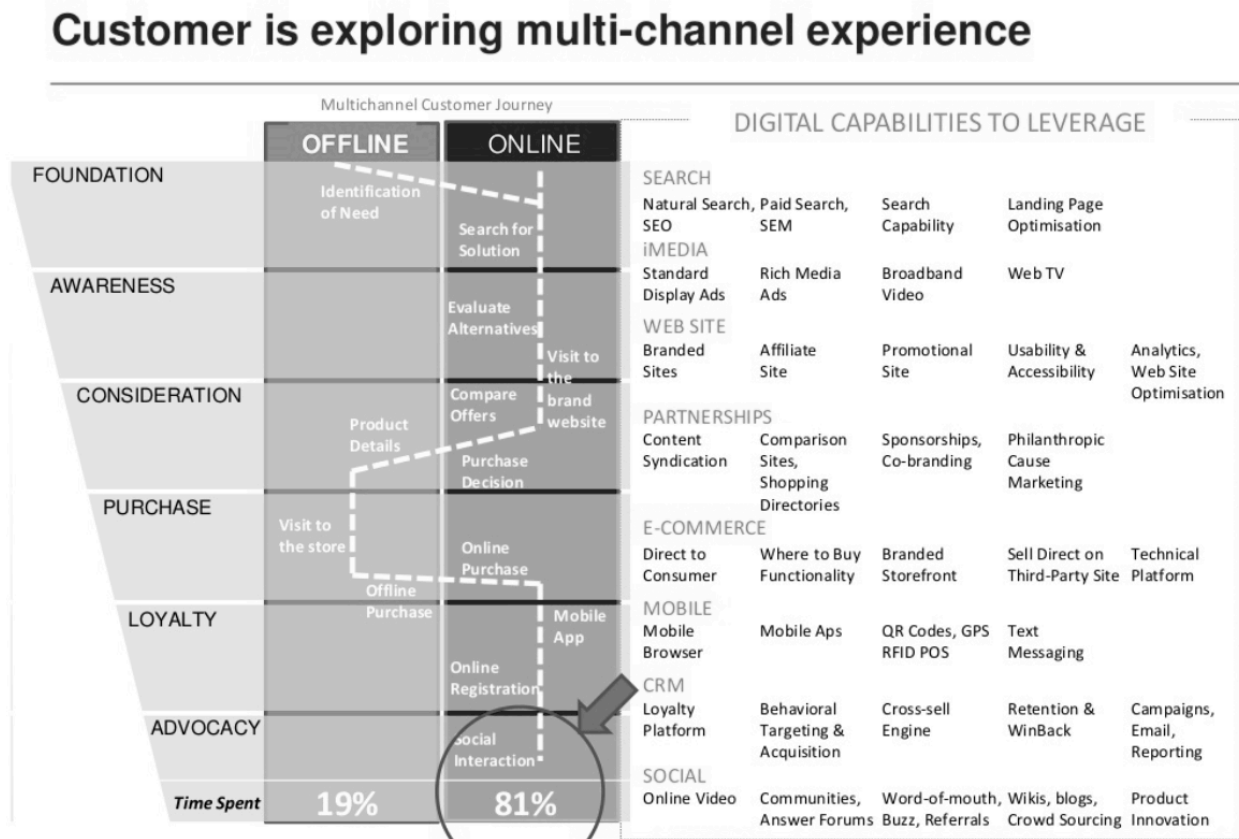 Customer is exploring multi-channel experience
Multichannel Customer Journey
OFFLINE ONLINE
FOUNDATION
Identification
of Need
Search for
Solution
AWARENESS
Evaluate
Alternatives
Visit to
the
brand
website
CONSIDERATION
Compare
Offers
Product
Details
Purchase
Decision
PURCHASE
Visit to
the store
Online
Purchase
Offline
Purchase
LOYALTY
Mobile
App
Online
Registration
ADVOCACY
Social
Interaction
Time Spent 19% 81%
DIGITAL CAPABILITIES TO LEVERAGE
SEARCH
Natural Search, Paid Search, Search Landing Page
SEO SEM Capability Optimisation
iMEDIA
Standard Rich Media Broadband Web TV
Display Ads Ads Video
WEB SITE
Branded Affiliate Promotional Usability & Analytics,
Sites Site Site Accessibility Web Site
Optimisation
PARTNERSHIPS
Content Comparison Sponsorships, Philanthropic
Syndication Sites, Co-branding Cause
Shopping Marketing
Directories
E-COMMERCE
Direct to Where to Buy Branded Sell Direct on Technical
Consumer Functionality Storefront Third-Party Site Platform
MOBILE
Mobile Mobile Aps QR Codes, GPS Text
Browser RFID POS Messaging
CRM
Loyalty Behavioral Cross-sell Retention & Campaigns,
Platform Targeting & Engine WinBack Email,
Acquisition Reporting
SOCIAL
Online Video Communities, Word-of-mouth, Wikis, blogs, Product
Answer Forums Buzz, Referrals Crowd Sourcing Innovation